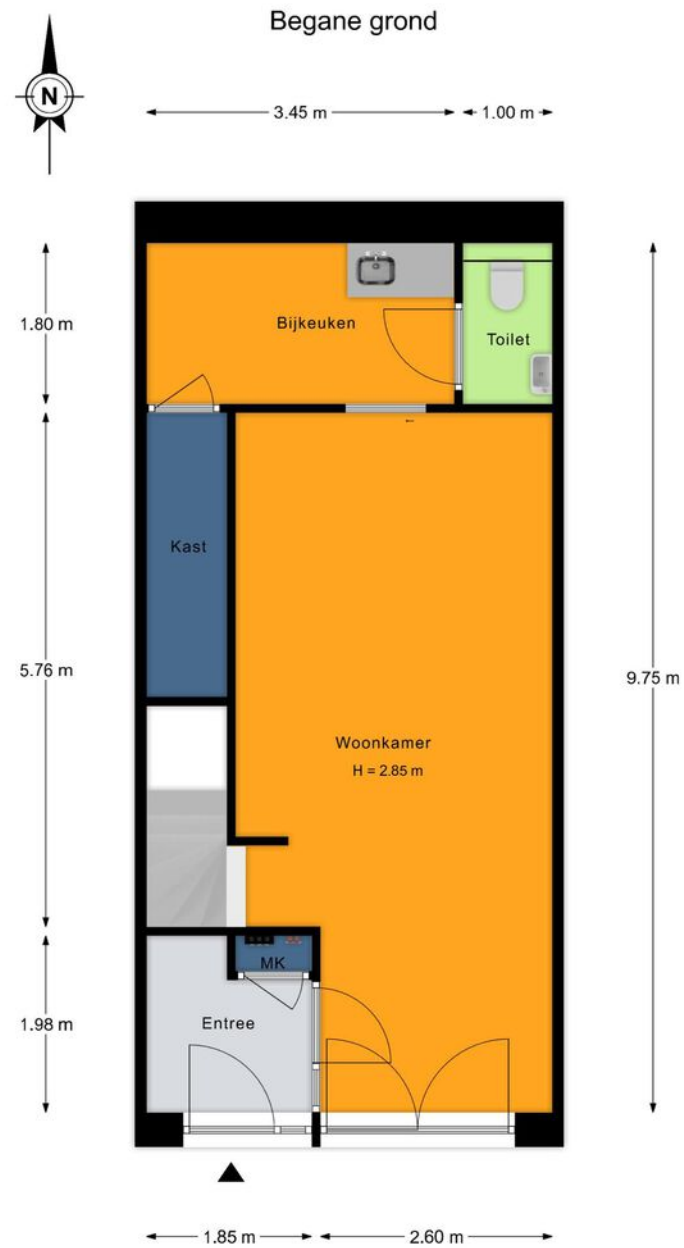 Begane grond
N
3.45 m
1.00 m
1.80 m
Bijkeuken
Toilet
Kast
5.76 m
9.75 m
Woonkamer
H = 2.85 m
MK
1.98 m
Entree
1.85 m
2.60 m